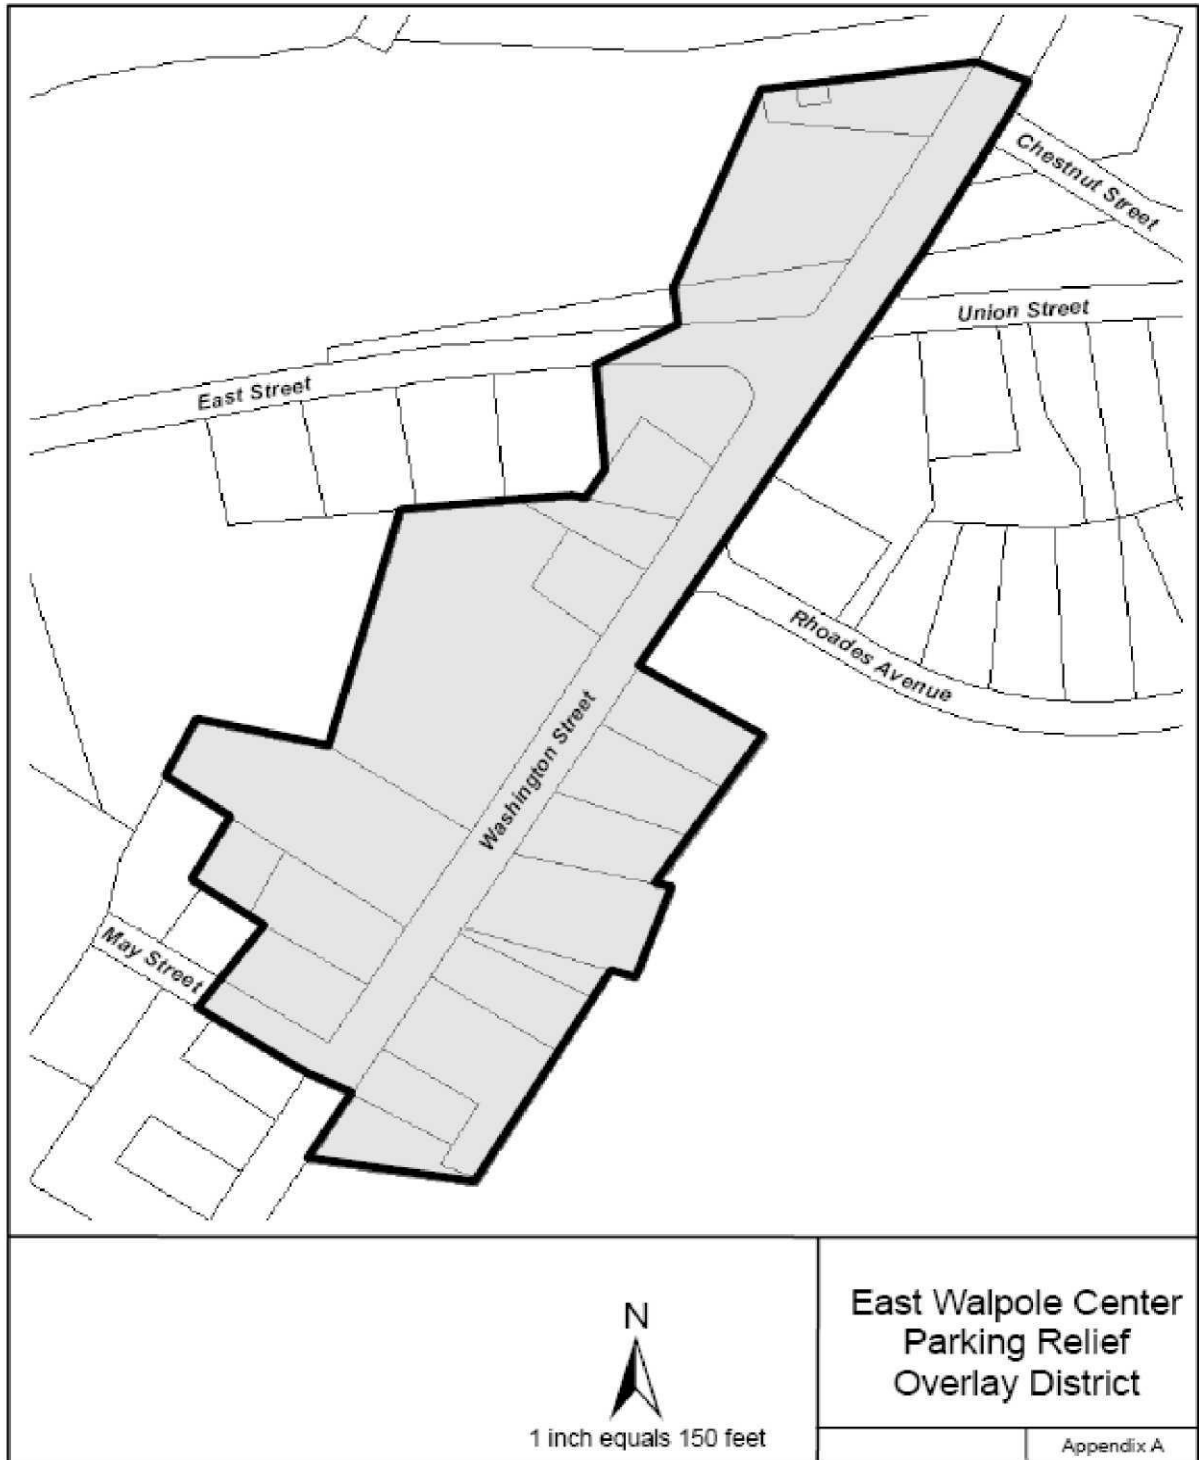 Chestnut Street
Union Street
East Street
Rhoades Avenue
Washington Street
May Street
N
1 inch equals 150 feet
East Walpole Center
Parking Relief
Overlay District
Appendix A